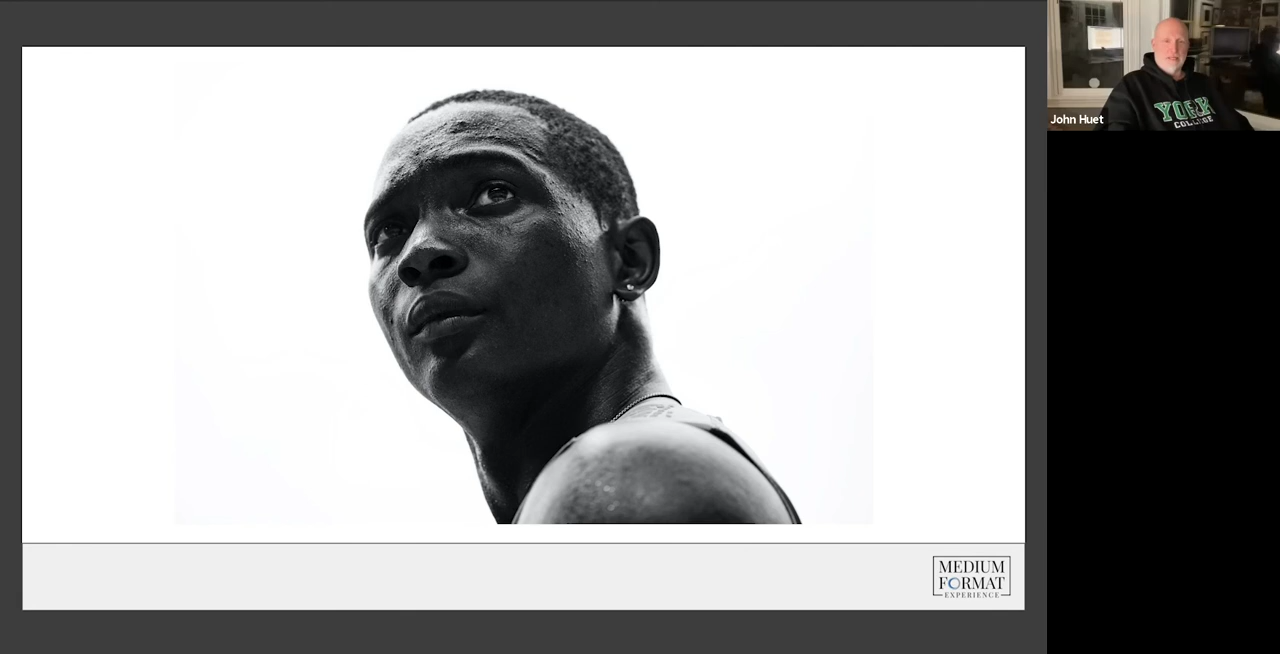 John Huet
YORK
COLLEGE
MEDIUM
FORMAT
EXPERIENCE